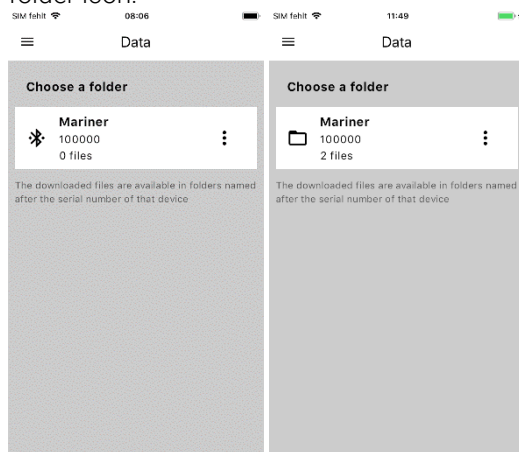 folder icon.
SIM fehlt 08:06
Data
Choose a folder
Mariner
100000
0 files
The downloaded files are available in folders named
after the serial number of that device
SIM fehlt 11:49
Data
Choose a folder
Mariner
100000
2 files
The downloaded files are available in folders named
after the serial number of that device